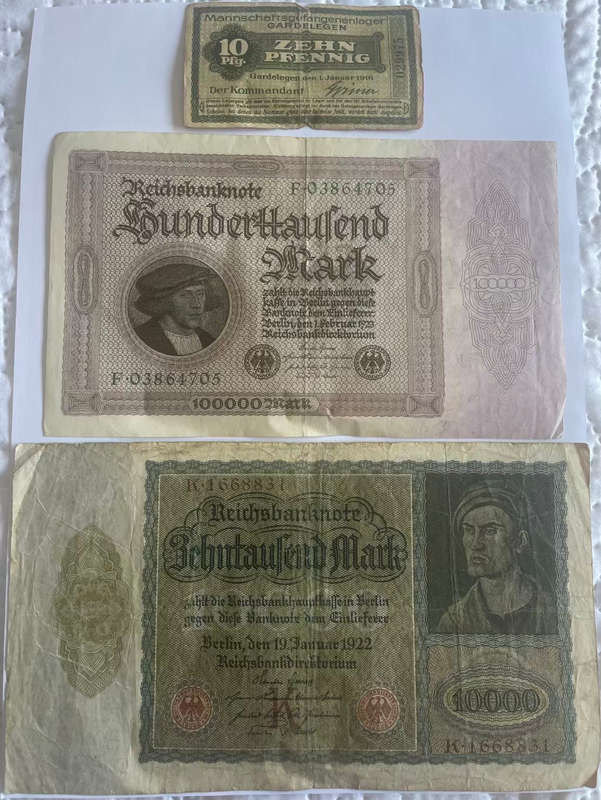 Mannschaftsgefangenenlager
GARDELEGEN
10
Pfg.
ZEHN
PFENNIG
Gardelegen den 1. Januar 1916
Der Kommandant
Reichsbanknote F·03864705
Hunderttausend
Mark
zahlt die Reichsbankhaupt
kasse in Berlin gegen diese
Banknote dem Einlieferer
Berlin, den 1. Februar 1923
Reichsbankdirektorium
F·03864705
100000 Mark
100000
K·1668831
Reichsbanknote
Zehntausend Mark
zahlt die Reichsbankhauptkasse in Berlin
gegen diese Banknote dem Einlieferer
Berlin, den 19. Januar 1922
Reichsbankdirektorium
K
10000
K·1668831